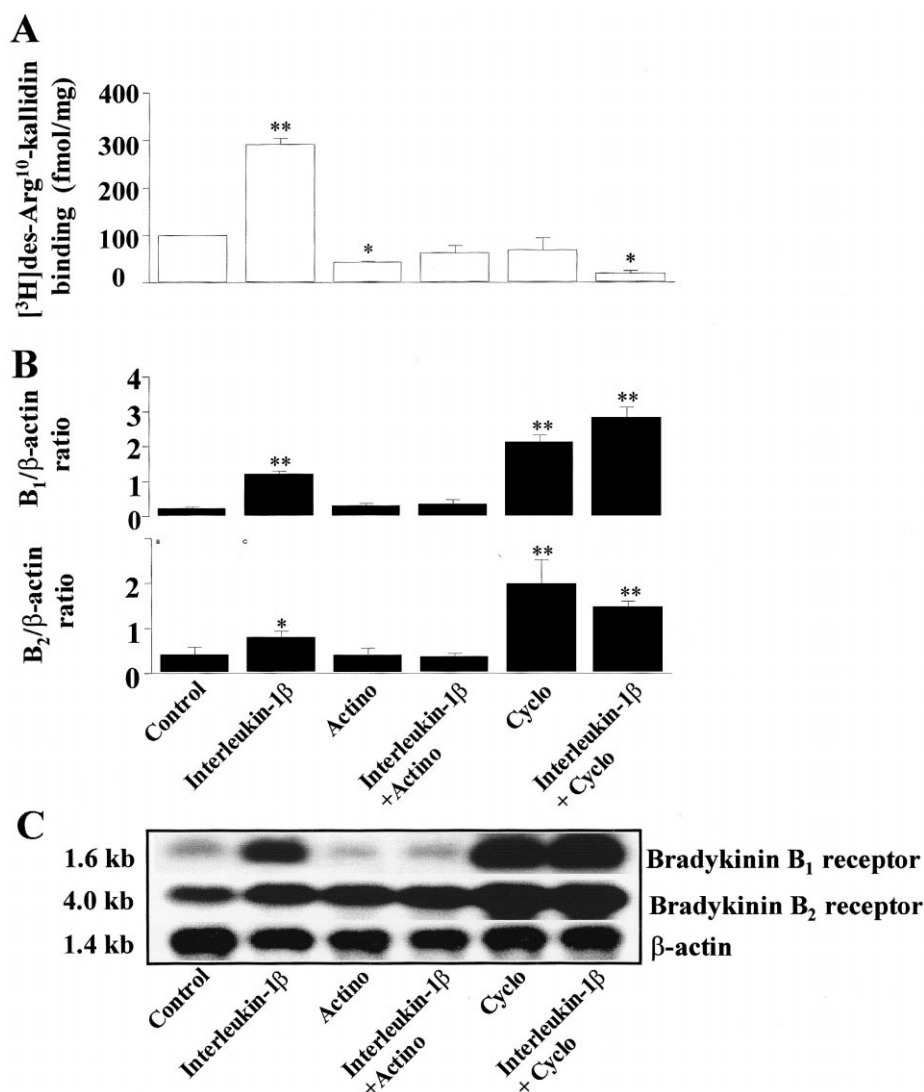 A
[³H]des-Arg¹⁰-kallidin
binding (fmol/mg)
400
300
200
100
0
**
*
*
B
B₁/β-actin
ratio
4
3
2
1
0
**
**
**
B₂/β-actin
ratio
2
1
0
B
C
*
**
**
Control
Interleukin-1β
Actino
Interleukin-1β
+Actino
Cyclo
Interleukin-1β
+ Cyclo
C
1.6 kb
Bradykinin B₁ receptor
4.0 kb
Bradykinin B₂ receptor
1.4 kb
β-actin
Control
Interleukin-1β
Actino
Interleukin-1β
+Actino
Cyclo
Interleukin-1β
+ Cyclo